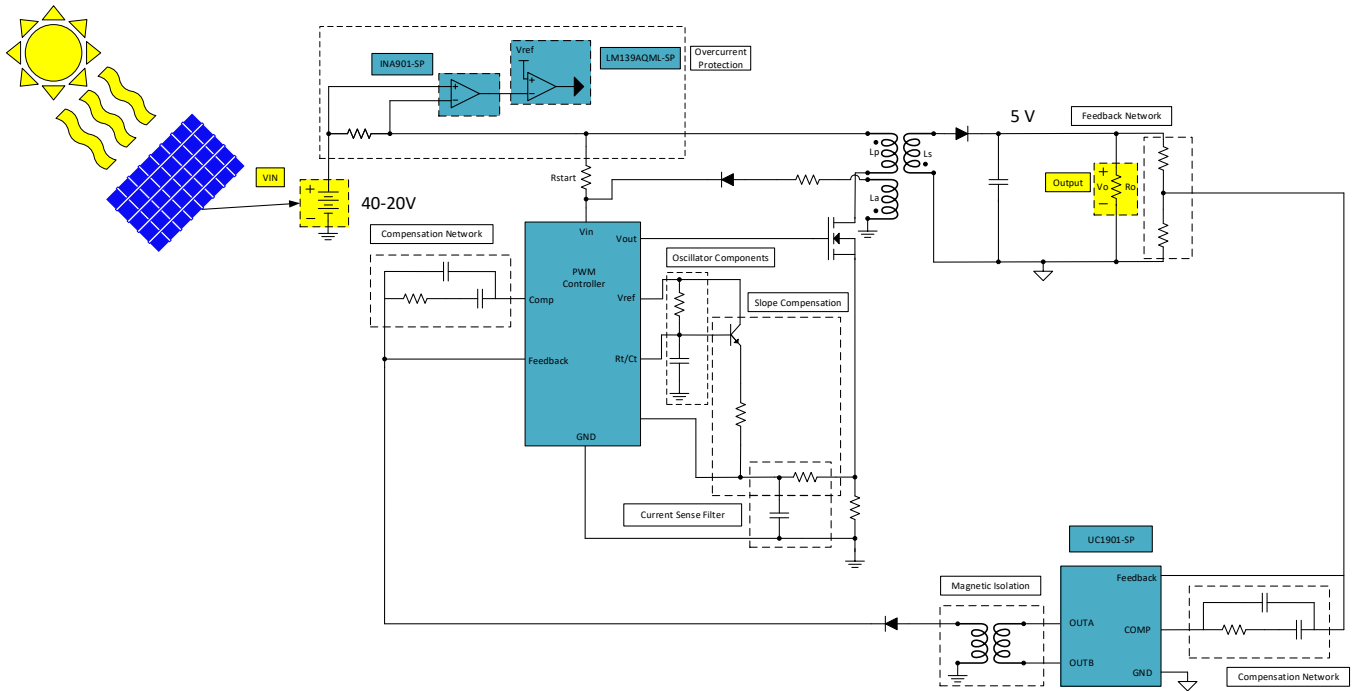 Vref
INA901-SP
LM139AQML-SP
Overcurrent
Protection
+
−
+
−
5 V
Feedback Network
Lp
Ls
VIN
Rstart
La
Output
+
Vo
Ro
−
+
−
40-20V
Compensation Network
Vin
Vout
PWM
Controller
Oscillator Components
Comp
Vref
Slope Compensation
Feedback
Rt/Ct
GND
Current Sense Filter
UC1901-SP
Magnetic Isolation
Feedback
OUTA
COMP
OUTB
GND
Compensation Network